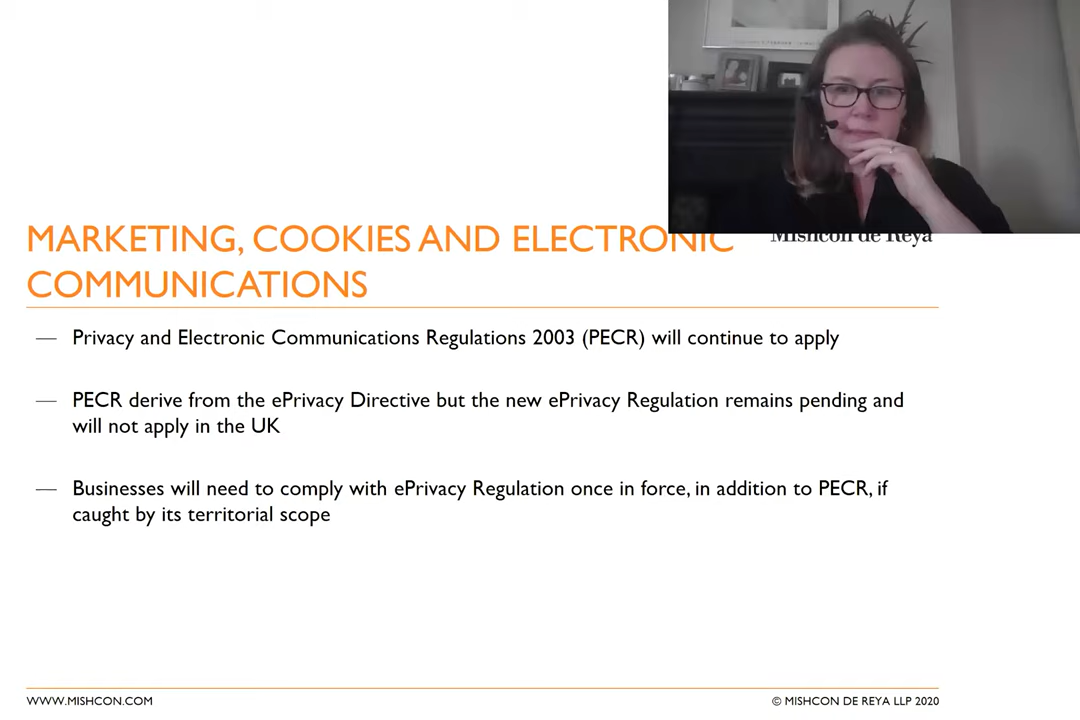 MARKETING, COOKIES AND ELECTRONIC
COMMUNICATIONS
Mishcon de Reya
— Privacy and Electronic Communications Regulations 2003 (PECR) will continue to apply
— PECR derive from the ePrivacy Directive but the new ePrivacy Regulation remains pending and
will not apply in the UK
— Businesses will need to comply with ePrivacy Regulation once in force, in addition to PECR, if
caught by its territorial scope
WWW.MISHCON.COM
© MISHCON DE REYA LLP 2020